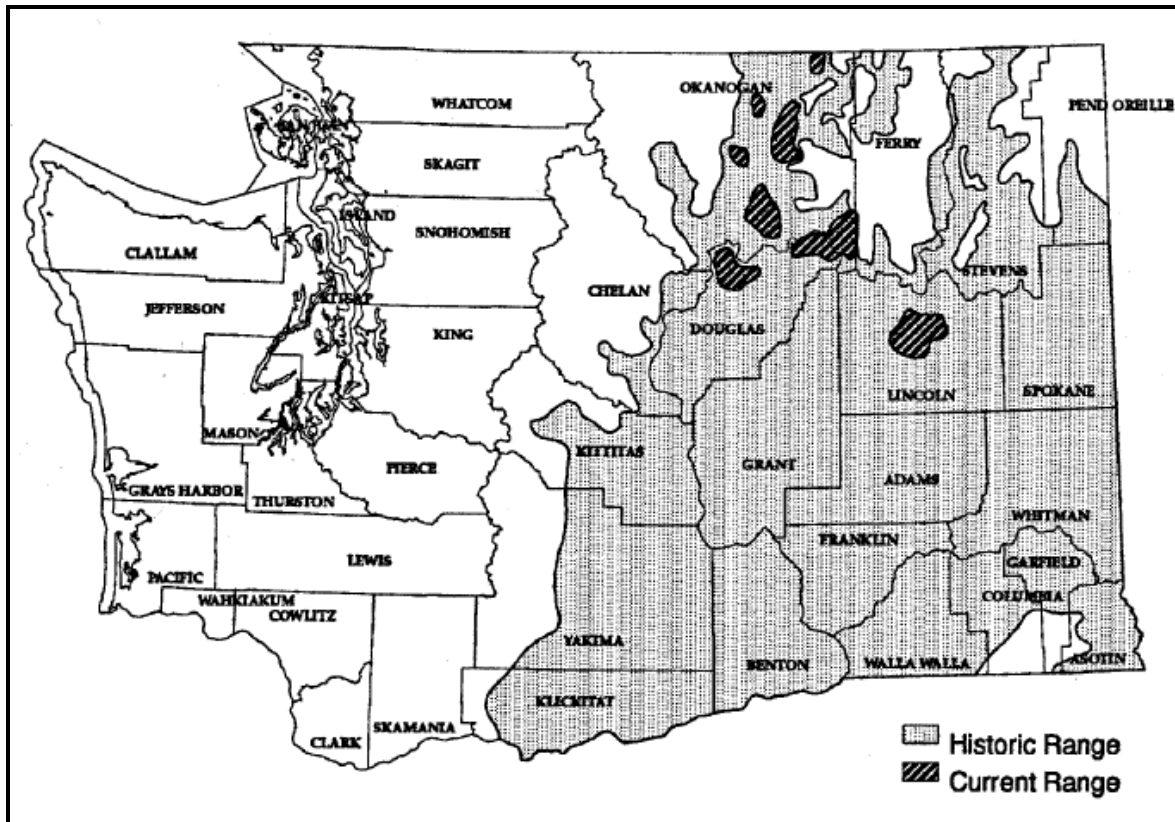 WHATCOM
OKANOGAN
PEND OREILLE
FERRY
SAN JUAN
SKAGIT
ISLAND
SNOHOMISH
CLALLAM
STEVENS
CHELAN
KITSAP
JEFFERSON
KING
DOUGLAS
LINCOLN
SPOKANE
MASON
KITTITAS
PIERCE
GRANT
ADAMS
GRAYS HARBOR
THURSTON
WHITMAN
FRANKLIN
LEWIS
GARFIELD
PACIFIC
COLUMBIA
WAHKIAKUM
COWLITZ
YAKIMA
BENTON
WALLA WALLA
ASOTIN
KLICKITAT
SKAMANIA
CLARK
Historic Range
Current Range